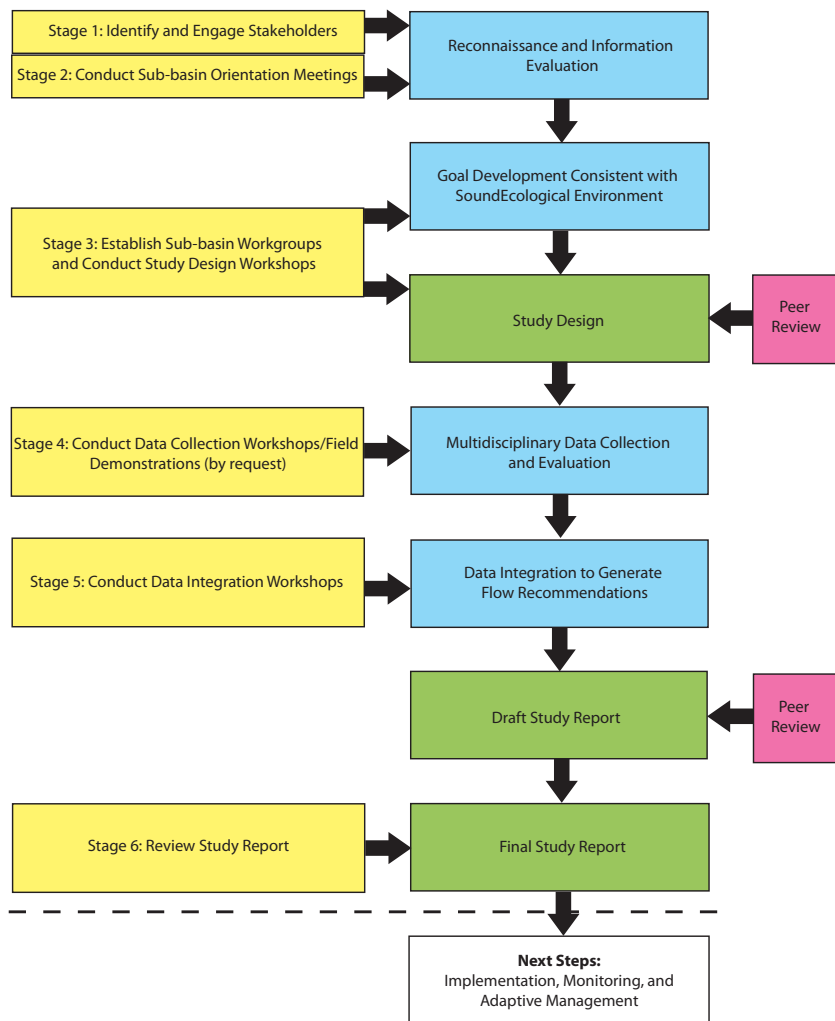 Stage 1: Identify and Engage Stakeholders
Reconnaissance and Information
Evaluation
Stage 2: Conduct Sub-basin Orientation Meetings
Goal Development Consistent with
SoundEcological Environment
Stage 3: Establish Sub-basin Workgroups
and Conduct Study Design Workshops
Study Design
Peer
Review
Stage 4: Conduct Data Collection Workshops/Field
Demonstrations (by request)
Multidisciplinary Data Collection
and Evaluation
Stage 5: Conduct Data Integration Workshops
Data Integration to Generate
Flow Recommendations
Draft Study Report
Peer
Review
Stage 6: Review Study Report
Final Study Report
Next Steps:
Implementation, Monitoring, and
Adaptive Management